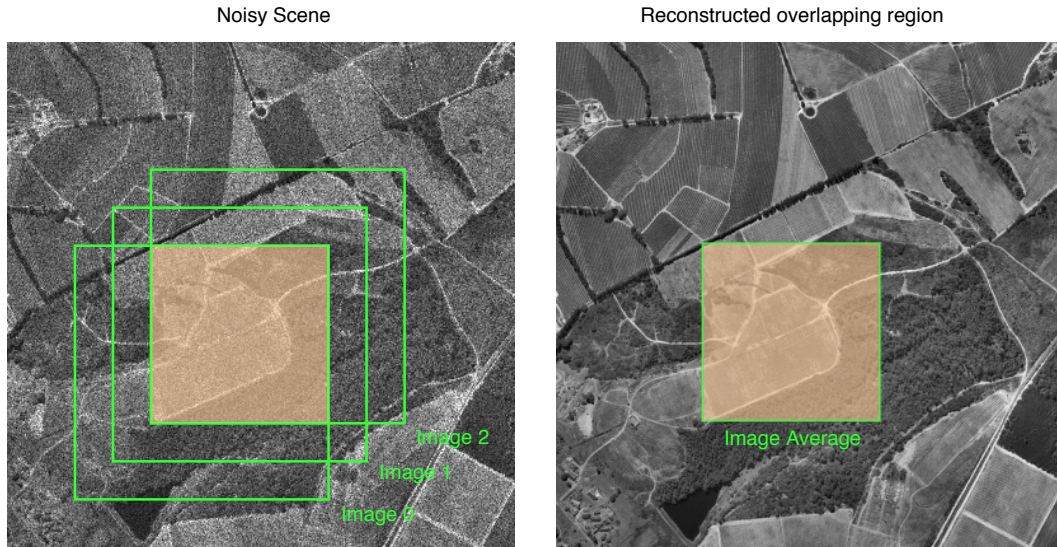 Noisy Scene
Reconstructed overlapping region
Image 2
Image 1
Image 0
Image Average